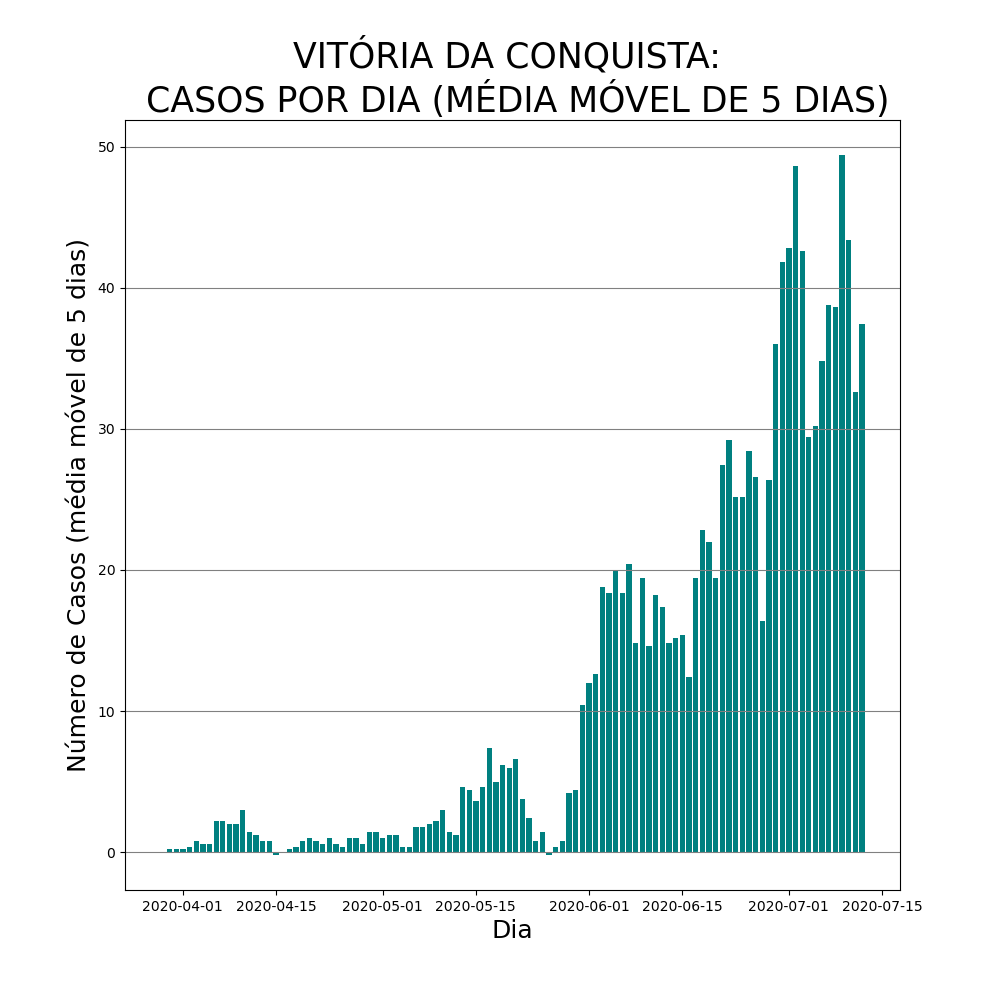 VITÓRIA DA CONQUISTA:
CASOS POR DIA (MÉDIA MÓVEL DE 5 DIAS)
Número de Casos (média móvel de 5 dias)
50
40
30
20
10
0
2020-04-01 2020-04-15 2020-05-01 2020-05-15 2020-06-01 2020-06-15 2020-07-01 2020-07-15
Dia